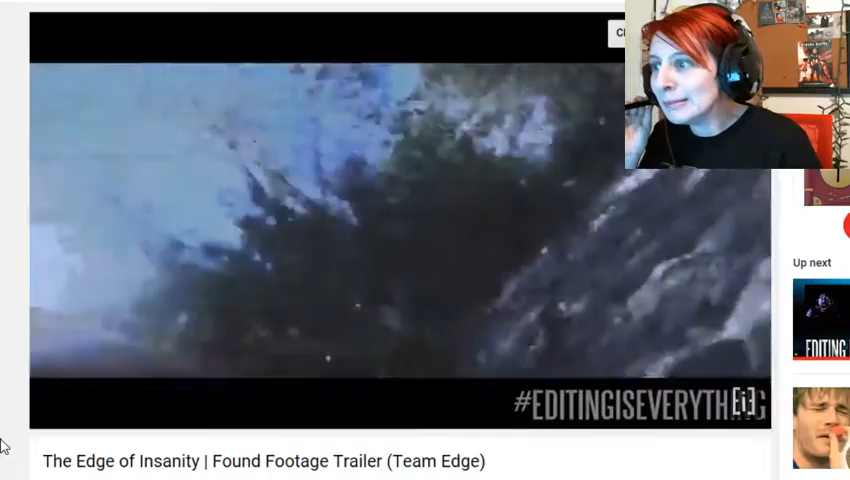 #EDITINGISEVERYTHING
[E]
The Edge of Insanity | Found Footage Trailer (Team Edge)
Up next
EDITING